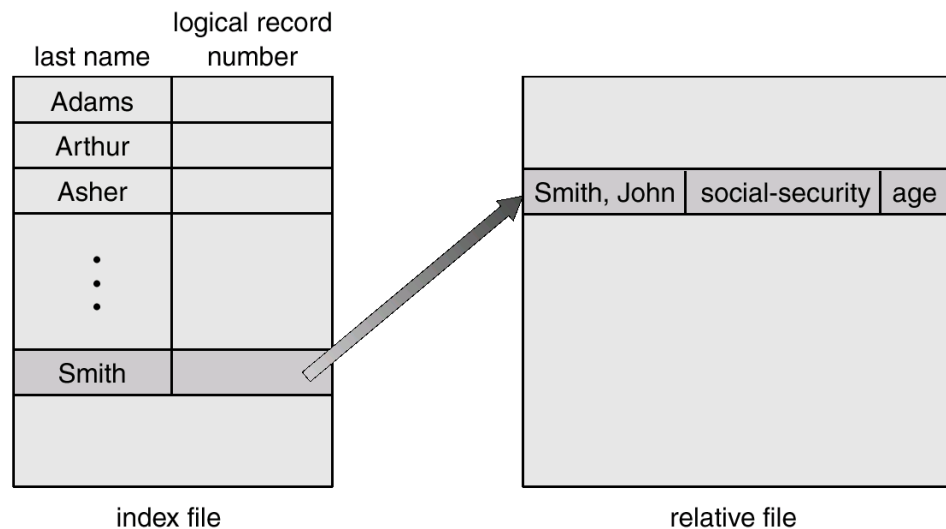 logical record
last name number
Adams
Arthur
Asher
Smith, John social-security age
Smith
index file relative file